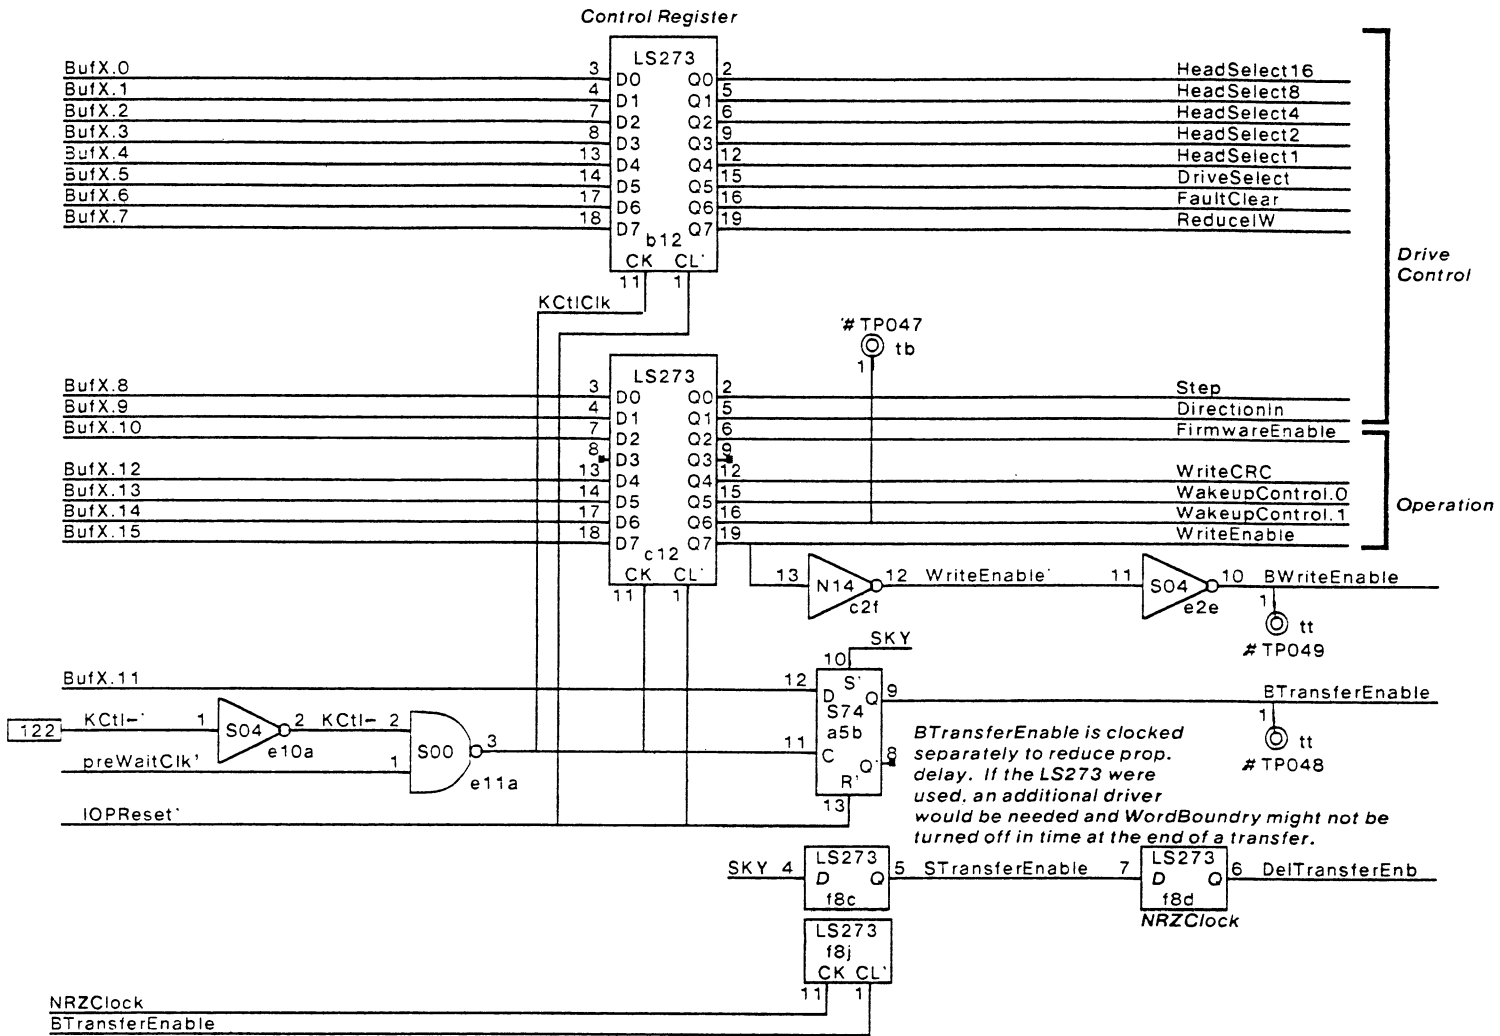 Control Register
LS273
BufX.0 3 D0 Q0 2 HeadSelect16
BufX.1 4 D1 Q1 5 HeadSelect8
BufX.2 7 D2 Q2 6 HeadSelect4
BufX.3 8 D3 Q3 9 HeadSelect2
BufX.4 13 D4 Q4 12 HeadSelect1
BufX.5 14 D5 Q5 15 DriveSelect
BufX.6 17 D6 Q6 16 FaultClear
BufX.7 18 D7 Q7 19 ReduceIW
b12
CK CL'
11 1
Drive
Control
KCtlClk
# TP047
tb
1
LS273
BufX.8 3 D0 Q0 2 Step
BufX.9 4 D1 Q1 5 DirectionIn
BufX.10 7 D2 Q2 6 FirmwareEnable
8 D3 Q3 9
BufX.12 13 D4 Q4 12 WriteCRC
BufX.13 14 D5 Q5 15 WakeupControl.0
BufX.14 17 D6 Q6 16 WakeupControl.1
BufX.15 18 D7 Q7 19 WriteEnable
Operation
c12
CK CL'
11 1
13 N14 12 WriteEnable' 11 S04 10 BWriteEnable
c2f e2e
1 tt
# TP049
SKY
10
BufX.11 12 D S' Q 9 BTransferEnable
S74
a5b
122 KCtl-' 1 S04 2 KCtl- 2 S00 3 11 C Q' 8
e10a
preWaitClk' 1
e11a
R'
13
1 tt
# TP048
IOPReset'
BTransferEnable is clocked
separately to reduce prop.
delay. If the LS273 were
used, an additional driver
would be needed and WordBoundry might not be
turned off in time at the end of a transfer.
LS273 LS273
SKY 4 D Q 5 STransferEnable 7 D Q 6 DelTransferEnb
f8c f8d
NRZClock
LS273
f8j
CK CL'
11 1
NRZClock
BTransferEnable